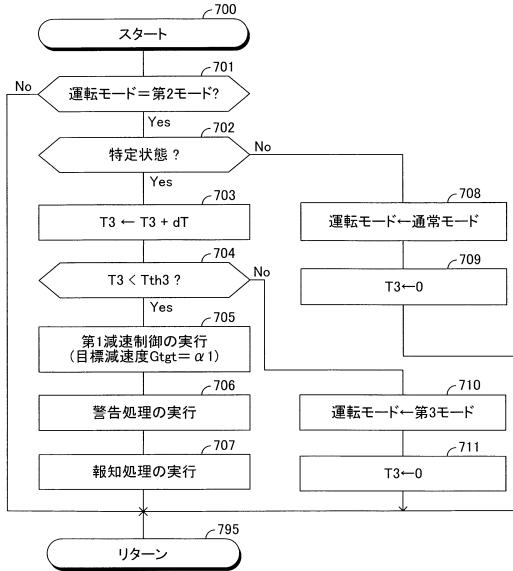 700
スタート
701
運転モード＝第2モード?
No
Yes
702
特定状態 ?
No
Yes
703
T3 ← T3 + dT
704
T3 < Tth3 ?
No
Yes
705
第1減速制御の実行
(目標減速度Gtgt＝α1)
706
警告処理の実行
707
報知処理の実行
708
運転モード←通常モード
709
T3←0
710
運転モード←第3モード
711
T3←0
795
リターン